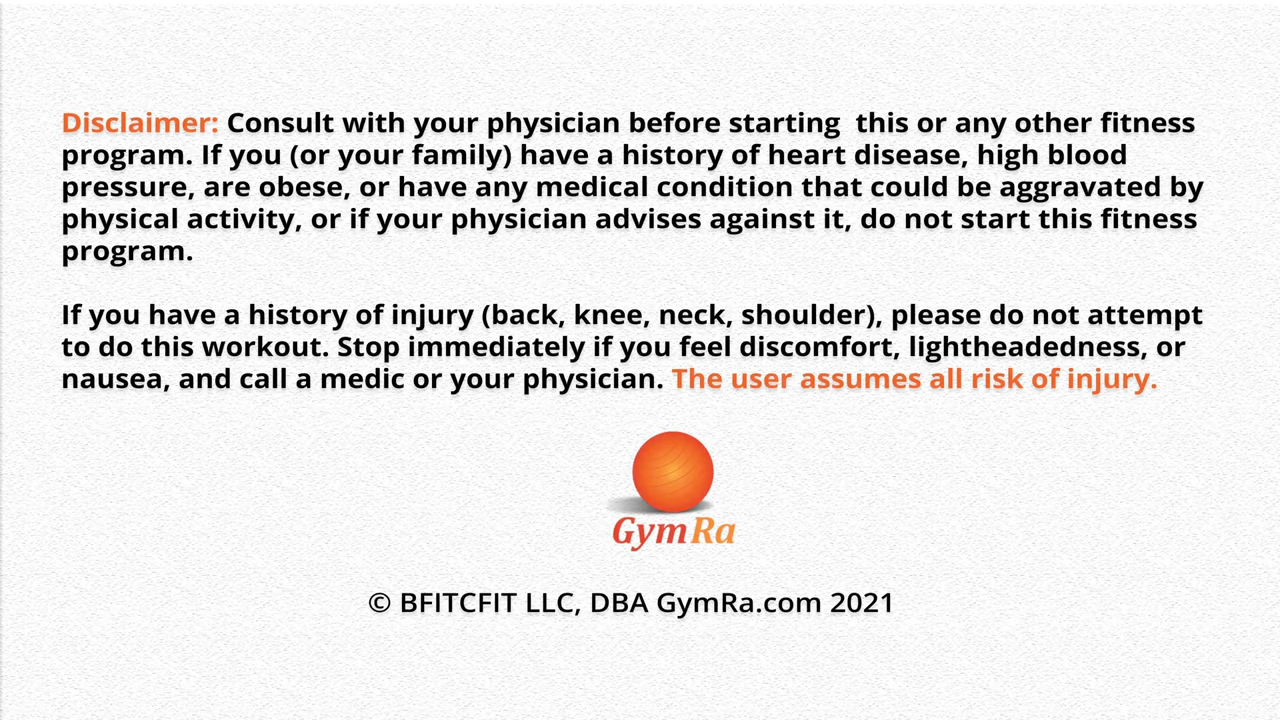 Disclaimer: Consult with your physician before starting  this or any other fitness
program. If you (or your family) have a history of heart disease, high blood
pressure, are obese, or have any medical condition that could be aggravated by
physical activity, or if your physician advises against it, do not start this fitness
program.
If you have a history of injury (back, knee, neck, shoulder), please do not attempt
to do this workout. Stop immediately if you feel discomfort, lightheadedness, or
nausea, and call a medic or your physician. The user assumes all risk of injury.
GymRa
© BFITCFIT LLC, DBA GymRa.com 2021